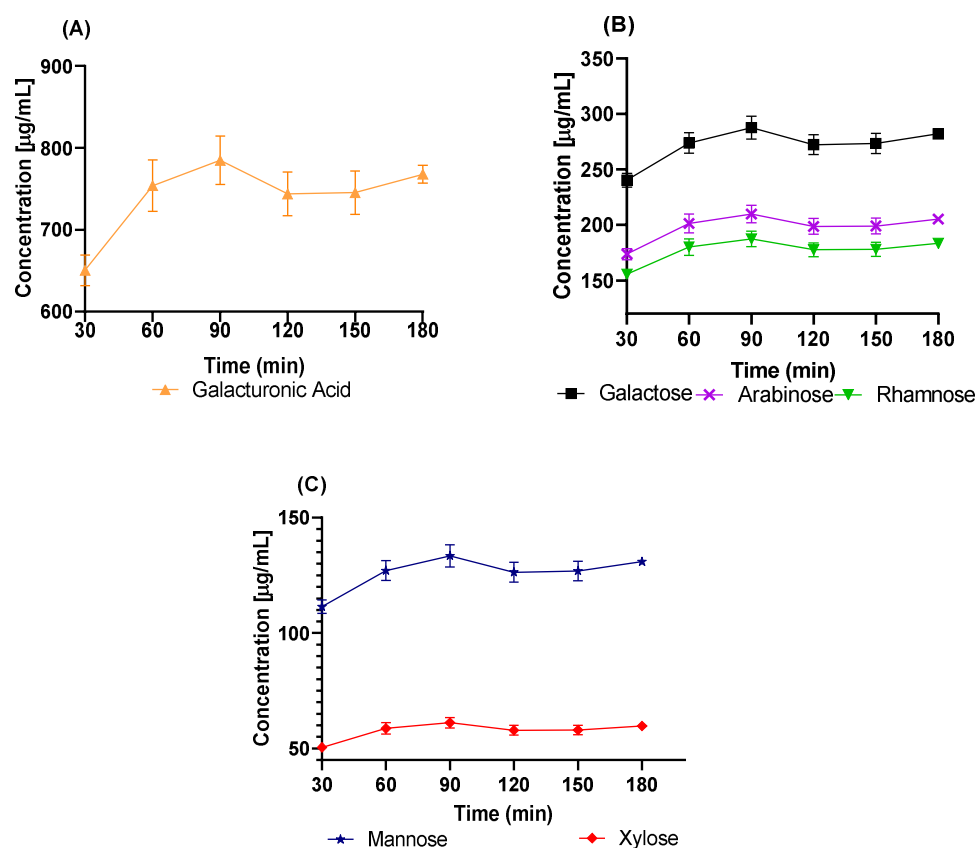 (A)
Concentration [µg/mL]
900
800
700
600
30 60 90 120 150 180
Time (min)
Galacturonic Acid
(B)
Concentration [µg/mL]
350
300
250
200
150
30 60 90 120 150 180
Time (min)
Galactose Arabinose Rhamnose
(C)
Concentration [µg/mL]
150
100
50
30 60 90 120 150 180
Time (min)
Mannose Xylose